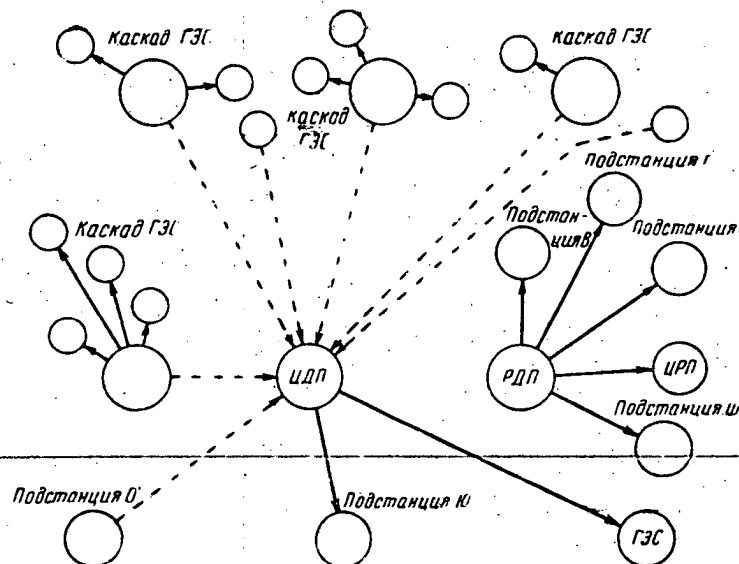 каскад ГЭС
каскад ГЭС
каскад
ГЭС
Подстанция Г
Каскад ГЭС
Подстан-
ция В
Подстанция
ЦДП
РДП
ЦРП
Подстанция Ш
Подстанция О
Подстанция Ю
ГЭС